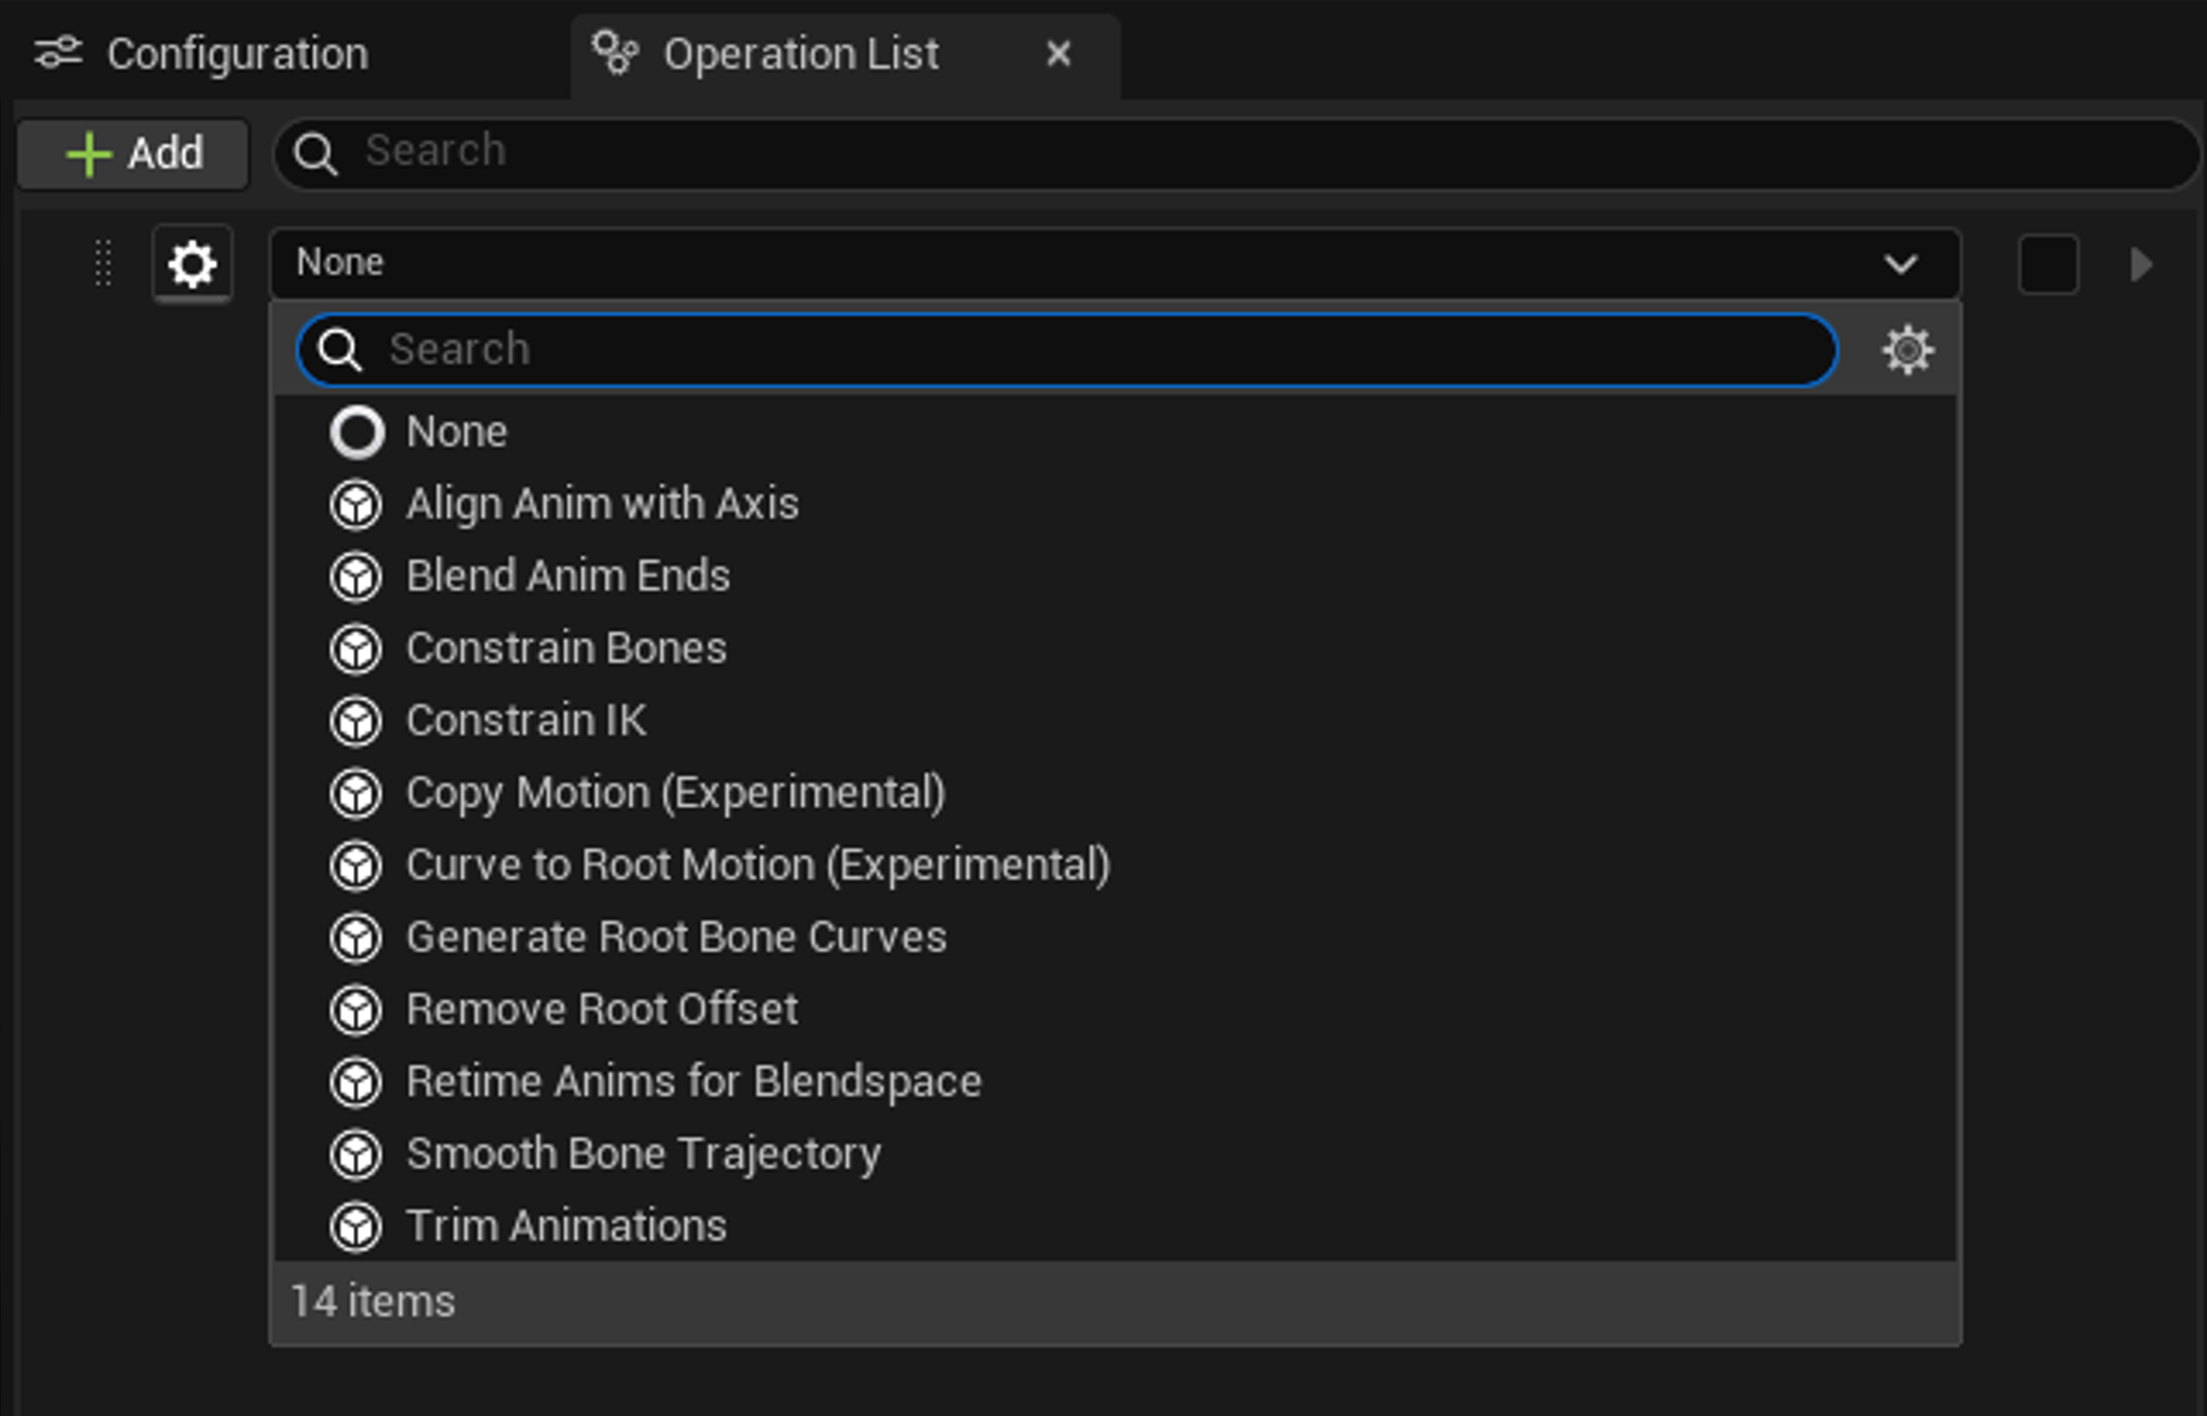 Configuration
Operation List
Add
Search
None
Search
None
Align Anim with Axis
Blend Anim Ends
Constrain Bones
Constrain IK
Copy Motion (Experimental)
Curve to Root Motion (Experimental)
Generate Root Bone Curves
Remove Root Offset
Retime Anims for Blendspace
Smooth Bone Trajectory
Trim Animations
14 items